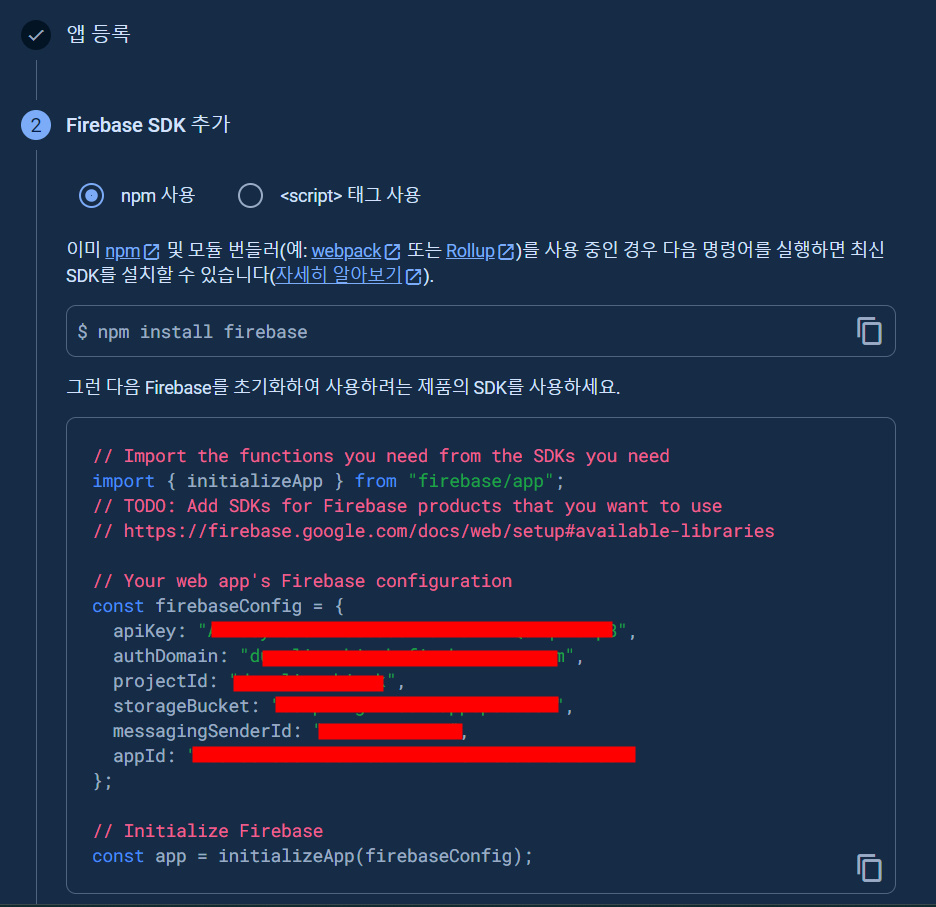 앱 등록
2 Firebase SDK 추가
npm 사용 <script> 태그 사용
이미 npm 및 모듈 번들러(예: webpack 또는 Rollup)를 사용 중인 경우 다음 명령어를 실행하면 최신
SDK를 설치할 수 있습니다(자세히 알아보기).
$ npm install firebase
그런 다음 Firebase를 초기화하여 사용하려는 제품의 SDK를 사용하세요.
// Import the functions you need from the SDKs you need
import { initializeApp } from "firebase/app";
// TODO: Add SDKs for Firebase products that you want to use
// https://firebase.google.com/docs/web/setup#available-libraries
// Your web app's Firebase configuration
const firebaseConfig = {
apiKey: "
authDomain: "
projectId: "
storageBucket: "
messagingSenderId: "
appId: "
};
// Initialize Firebase
const app = initializeApp(firebaseConfig);